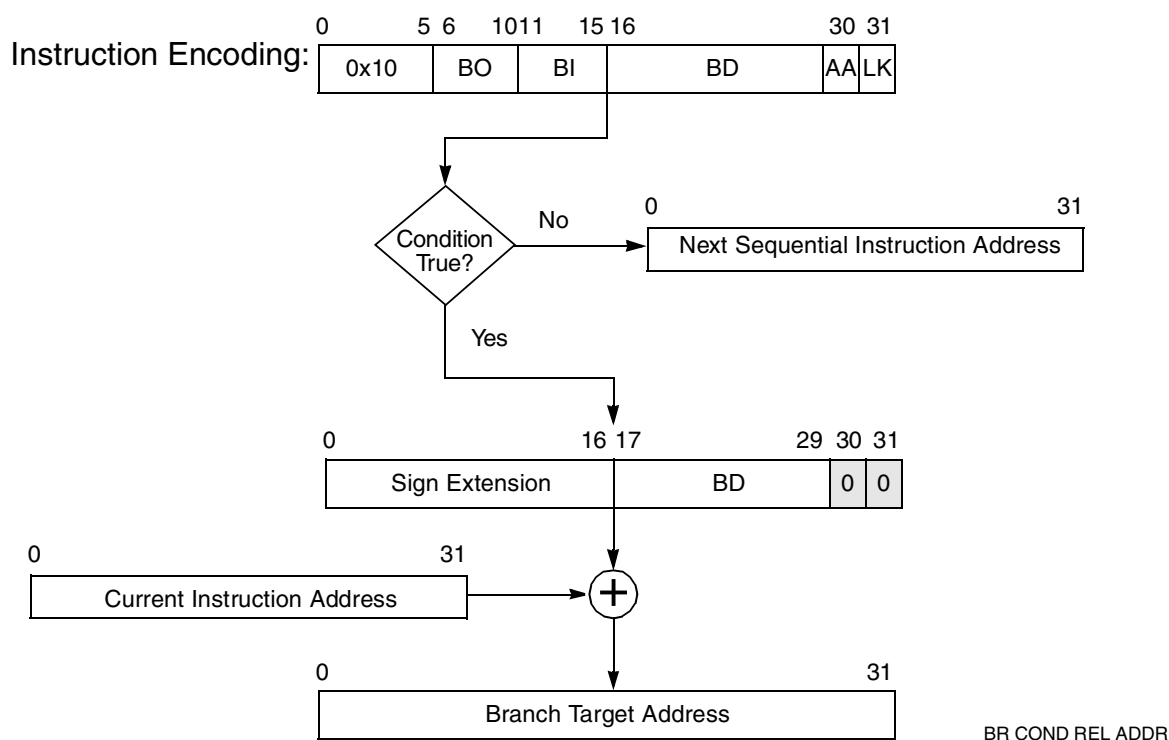 0 5 6 10 11 15 16 30 31
Instruction Encoding: 0x10 BO BI BD AA LK
Condition
True?
No
0 31
Next Sequential Instruction Address
Yes
0 16 17 29 30 31
Sign Extension BD 0 0
0 31
Current Instruction Address
+
0 31
Branch Target Address
BR COND REL ADDR